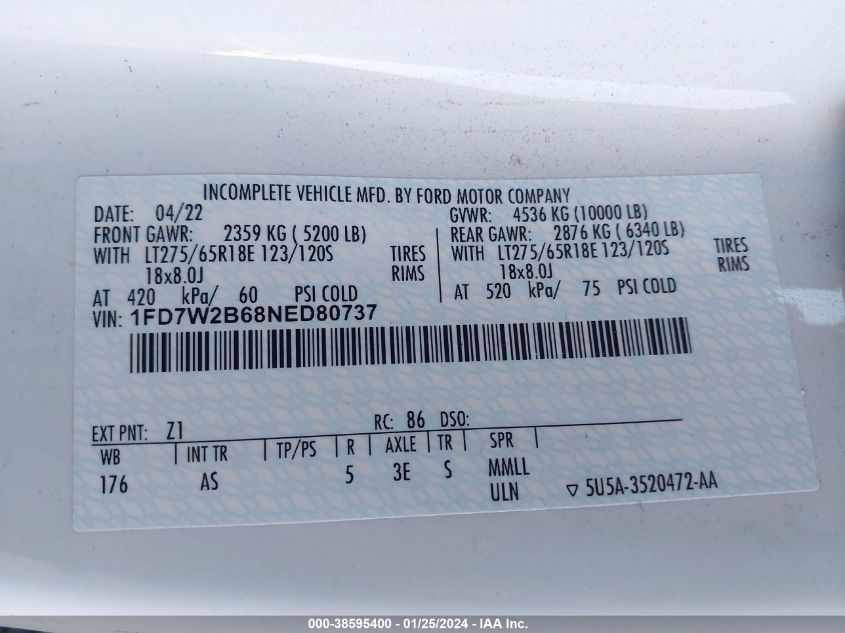 INCOMPLETE VEHICLE MFD. BY FORD MOTOR COMPANY
DATE: 04/22 GVWR: 4536 KG (10000 LB)
FRONT GAWR: 2359 KG ( 5200 LB) REAR GAWR: 2876 KG ( 6340 LB)
WITH LT275/65R18E 123/120S TIRES WITH LT275/65R18E 123/120S TIRES
18x8.0J RIMS 18x8.0J RIMS
AT 420 kPa/ 60 PSI COLD AT 520 kPa/ 75 PSI COLD
VIN: 1FD7W2B68NED80737
EXT PNT: Z1 RC: 86 DSO:
WB INT TR TP/PS R AXLE TR SPR
176 AS 5 3E S MMLL
ULN ▽ 5U5A-3520472-AA
000-38595400 - 01/25/2024 - IAA Inc.